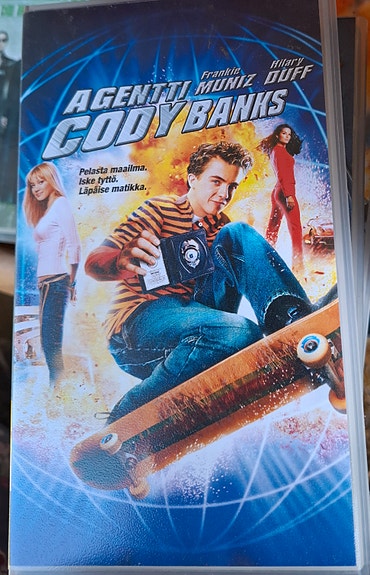 Frankie MUNIZ
Hilary DUFF
AGENTTI
CODY BANKS
Pelasta maailma.
Iske tyttö.
Läpäise matikka.